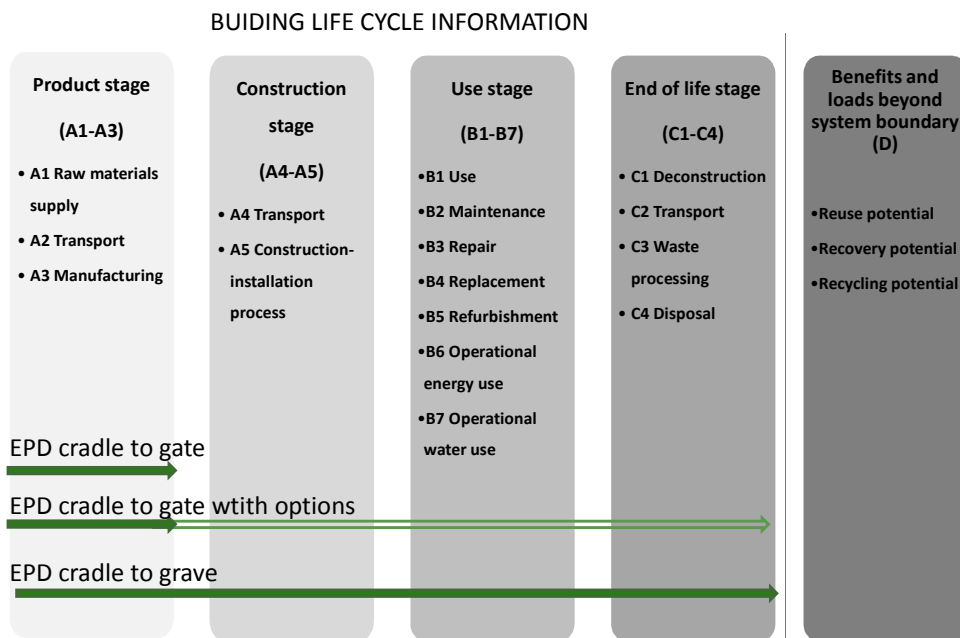 BUIDING LIFE CYCLE INFORMATION
Product stage
(A1-A3)
• A1 Raw materials
supply
• A2 Transport
• A3 Manufacturing
Construction
stage
(A4-A5)
• A4 Transport
• A5 Construction-
installation
process
Use stage
(B1-B7)
•B1 Use
•B2 Maintenance
•B3 Repair
•B4 Replacement
•B5 Refurbishment
•B6 Operational
energy use
•B7 Operational
water use
End of life stage
(C1-C4)
• C1 Deconstruction
• C2 Transport
• C3 Waste
processing
• C4 Disposal
Benefits and
loads beyond
system boundary
(D)
•Reuse potential
•Recovery potential
•Recycling potential
EPD cradle to gate
EPD cradle to gate wtith options
EPD cradle to grave